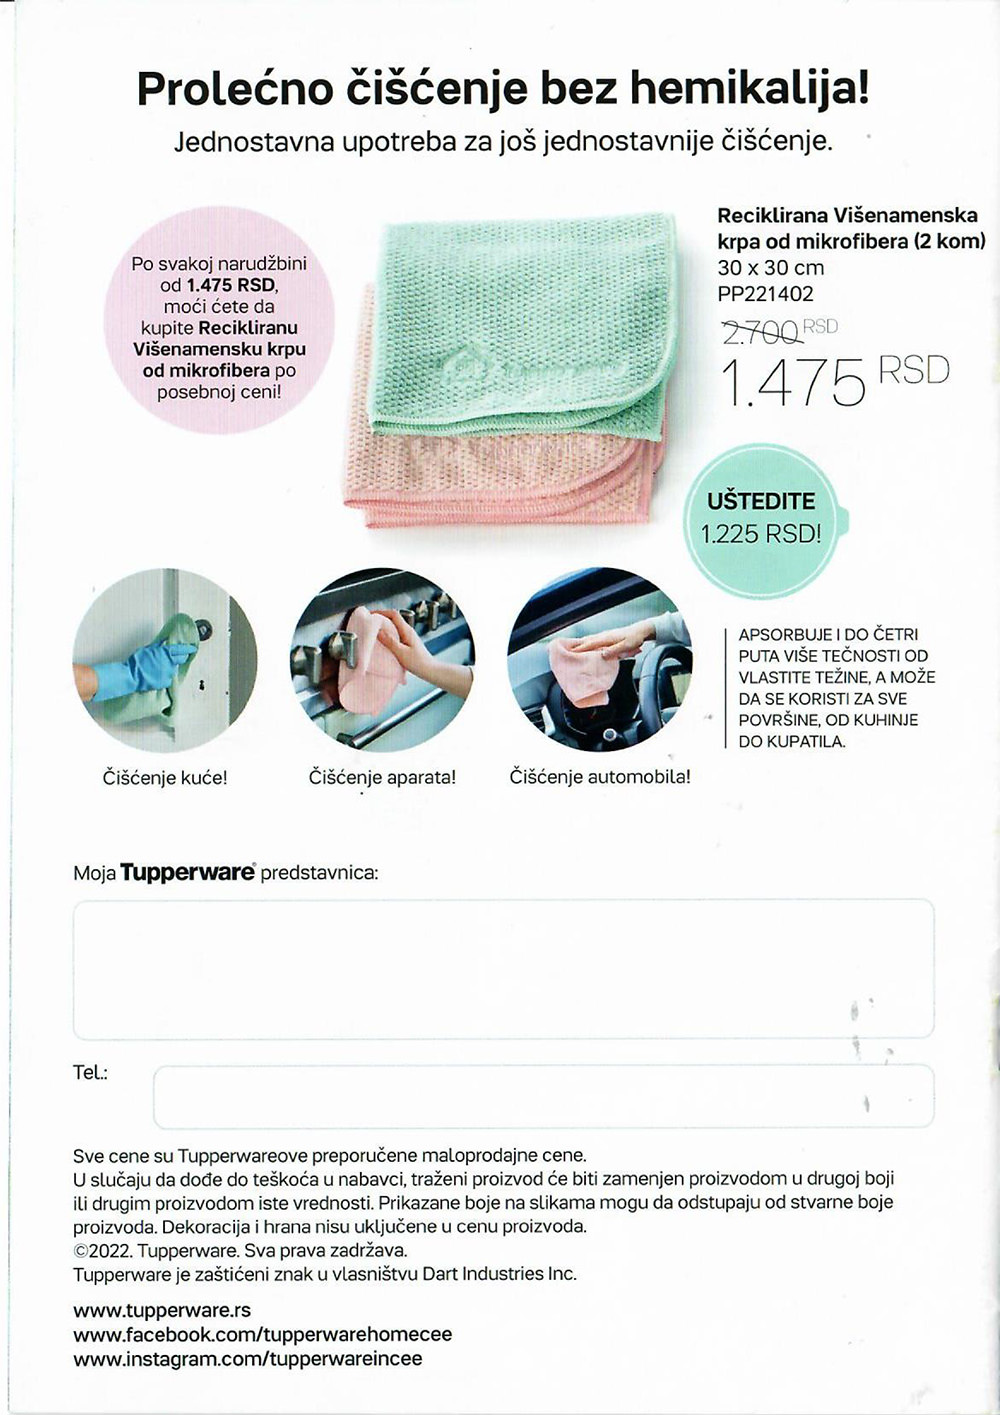 Prolećno čišćenje bez hemikalija!
Jednostavna upotreba za još jednostavnije čišćenje.
Po svakoj narudžbini
od 1.475 RSD,
moći ćete da
kupite Recikliranu
Višenamensku krpu
od mikrofibera po
posebnoj ceni!
Reciklirana Višenamenska
krpa od mikrofibera (2 kom)
30 x 30 cm
PP221402
2.700 RSD
1.475 RSD
UŠTEDITE
1.225 RSD!
APSORBUJE I DO ČETRI
PUTA VIŠE TEČNOSTI OD
VLASTITE TEŽINE, A MOŽE
DA SE KORISTI ZA SVE
POVRŠINE, OD KUHINJE
DO KUPATILA.
Čišćenje kuće!
Čišćenje aparata!
Čišćenje automobila!
Moja Tupperware® predstavnica:
Tel.:
Sve cene su Tupperwareove preporučene maloprodajne cene.
U slučaju da dođe do teškoća u nabavci, traženi proizvod će biti zamenjen proizvodom u drugoj boji
ili drugim proizvodom iste vrednosti. Prikazane boje na slikama mogu da odstupaju od stvarne boje
proizvoda. Dekoracija i hrana nisu uključene u cenu proizvoda.
©2022. Tupperware. Sva prava zadržava.
Tupperware je zaštićeni znak u vlasništvu Dart Industries Inc.
www.tupperware.rs
www.facebook.com/tupperwarehomecee
www.instagram.com/tupperwareincee